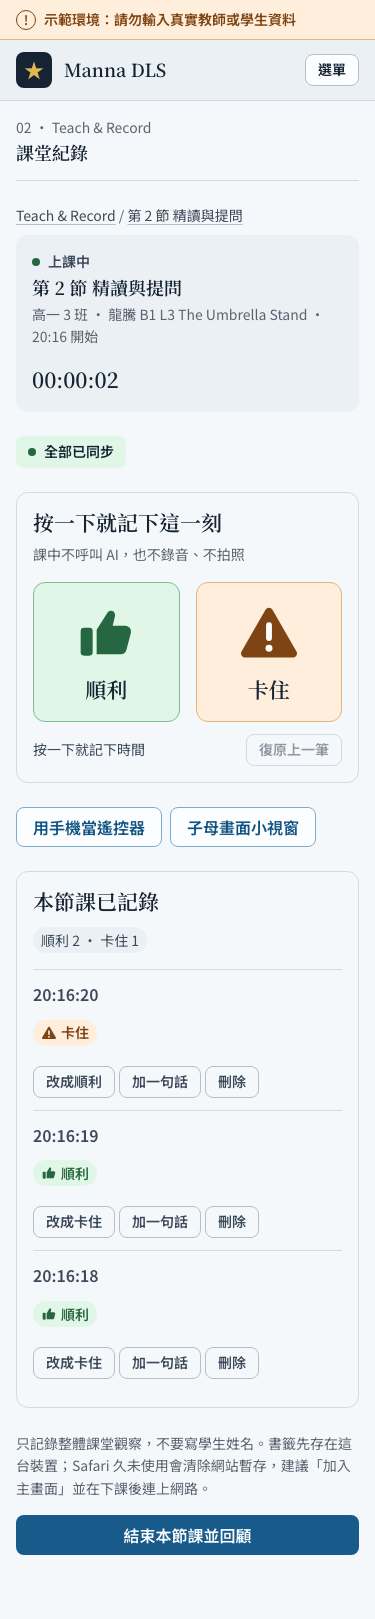 示範環境：請勿輸入真實教師或學生資料
Manna DLS
選單
02 • Teach & Record
課堂紀錄
Teach & Record / 第 2 節 精讀與提問
上課中
第 2 節 精讀與提問
高一 3 班 • 龍騰 B1 L3 The Umbrella Stand •
20:16 開始
00:00:02
全部已同步
按一下就記下這一刻
課中不呼叫 AI，也不錄音、不拍照
順利
卡住
按一下就記下時間
復原上一筆
用手機當遙控器
子母畫面小視窗
本節課已記錄
順利 2 • 卡住 1
20:16:20
卡住
改成順利
加一句話
刪除
20:16:19
順利
改成卡住
加一句話
刪除
20:16:18
順利
改成卡住
加一句話
刪除
只記錄整體課堂觀察，不要寫學生姓名。書籤先存在這
台裝置；Safari 久未使用會清除網站暫存，建議「加入
主畫面」並在下課後連上網路。
結束本節課並回顧